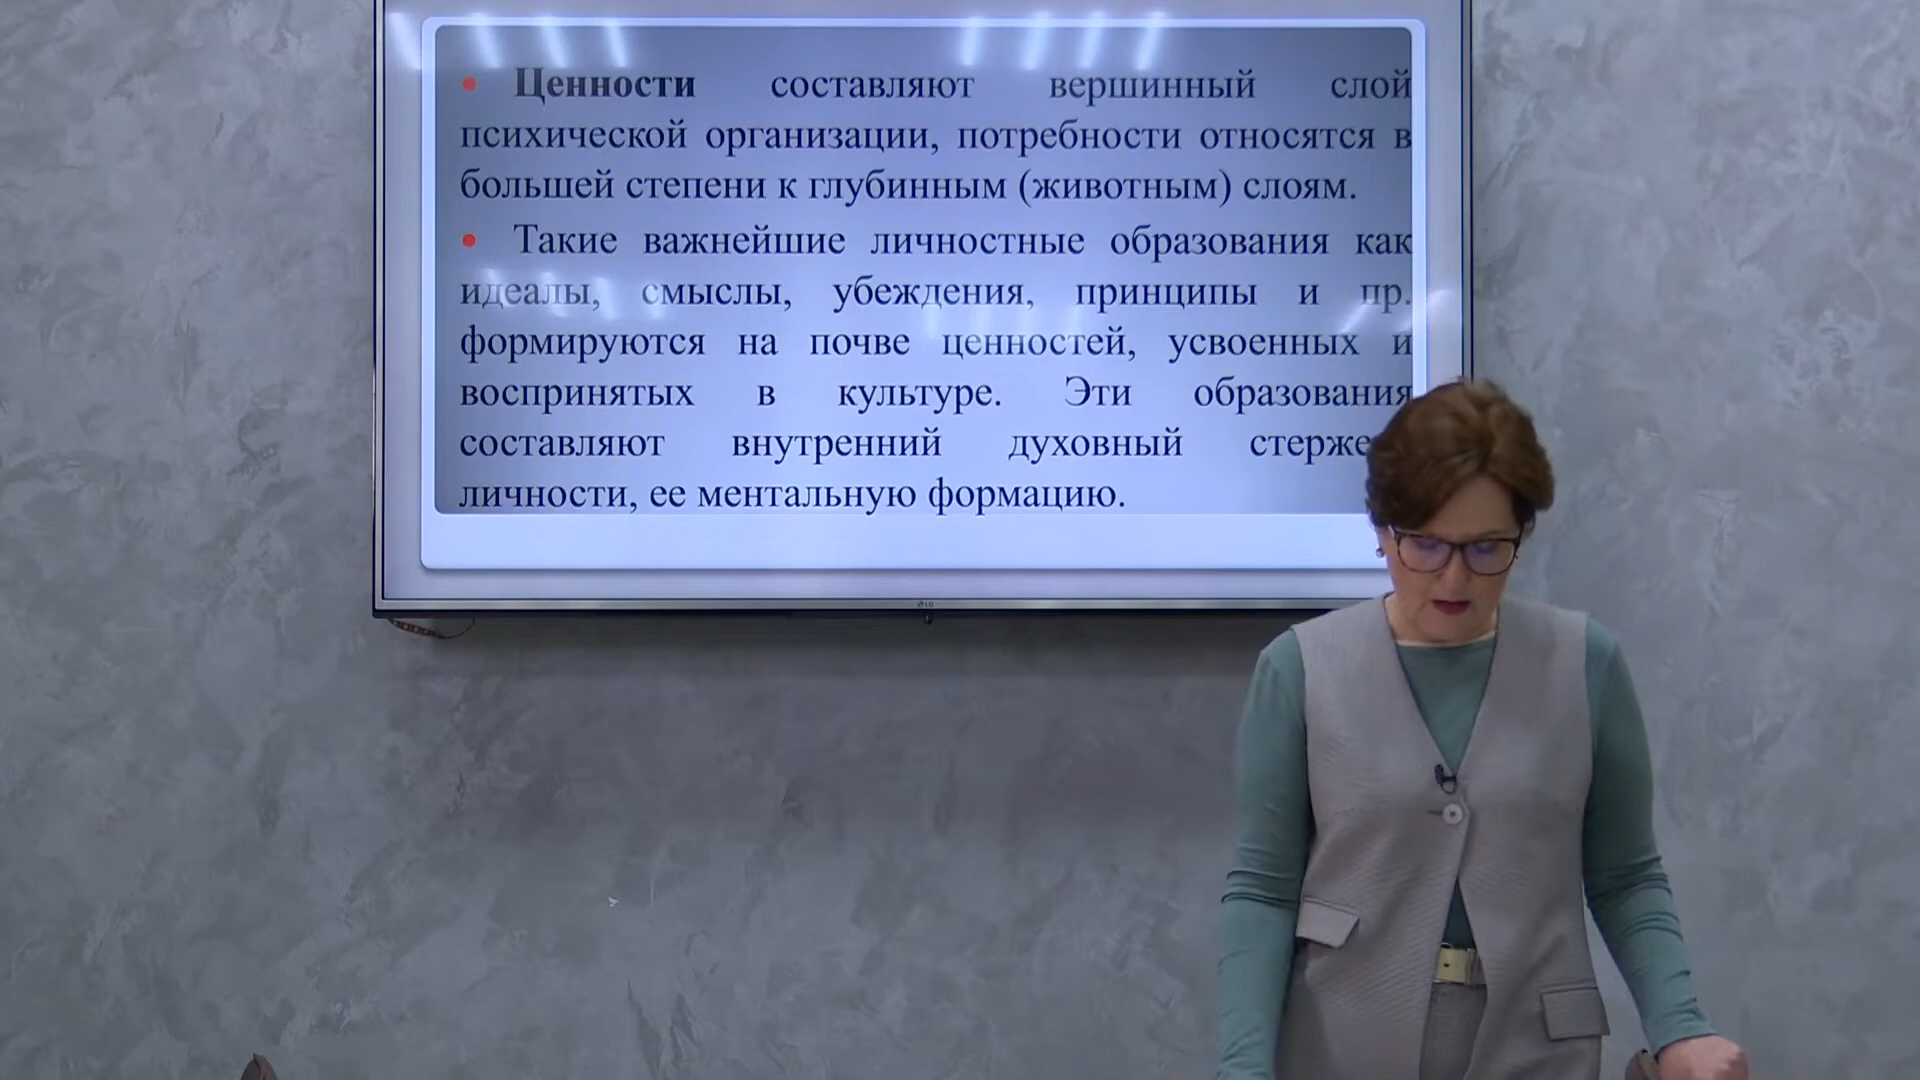 • Ценности составляют вершинный слой
психической организации, потребности относятся в
большей степени к глубинным (животным) слоям.
• Такие важнейшие личностные образования как
идеалы, смыслы, убеждения, принципы и пр.
формируются на почве ценностей, усвоенных и
воспринятых в культуре. Эти образования
составляют внутренний духовный стерже
личности, ее ментальную формацию.
LG